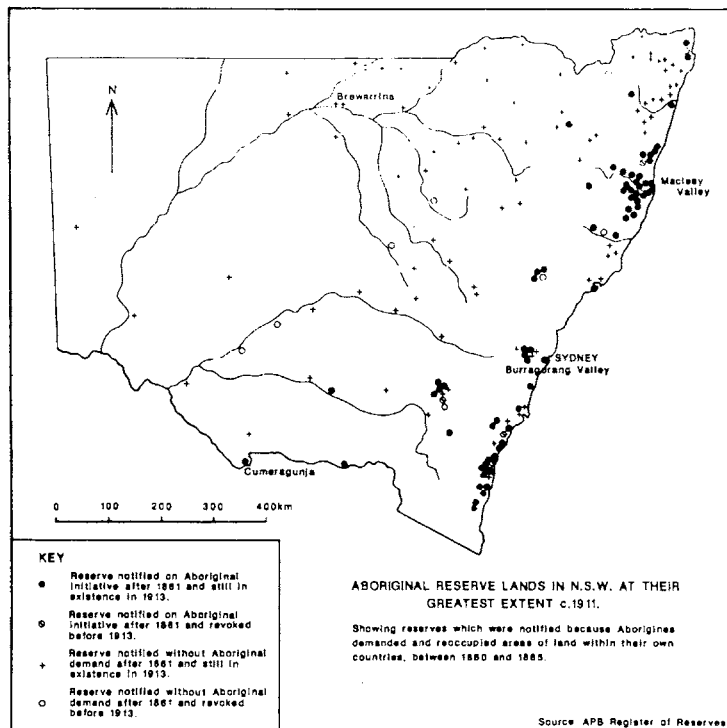 N
Brewarrina
Macleay
Valley
SYDNEY
Burragorang Valley
Cumeragunja
0 100 200 300 400km
KEY
Reserve notified on Aboriginal
initiative after 1861 and still in
existence in 1913.
Reserve notified on Aboriginal
initiative after 1861 and revoked
before 1913.
Reserve notified without Aboriginal
demand after 1861 and still in
existence in 1913.
Reserve notified without Aboriginal
demand after 1861 and revoked
before 1913.
ABORIGINAL RESERVE LANDS IN N.S.W. AT THEIR
GREATEST EXTENT c.1911.
Showing reserves which were notified because Aborigines
demanded and reoccupied areas of land within their own
countries, between 1860 and 1885.
Source APB Register of Reserves